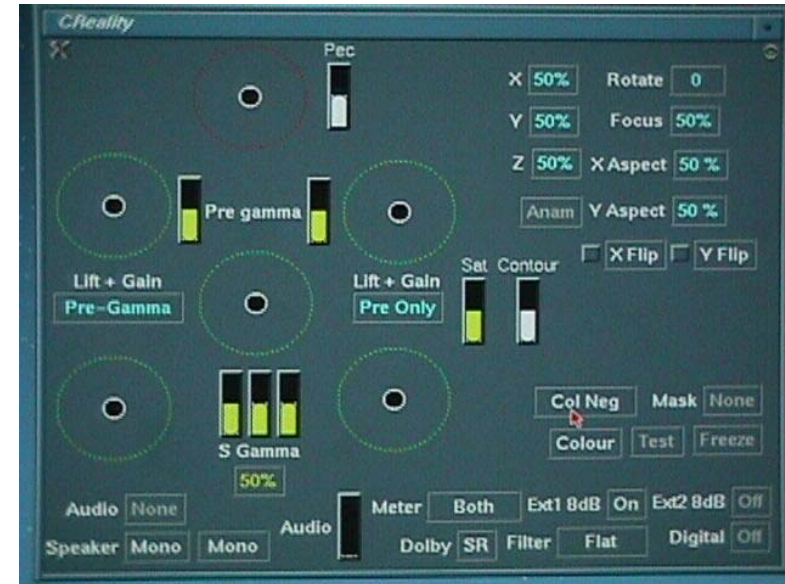 CReality
Pec
X 50% Rotate 0
Y 50% Focus 50%
Z 50% X Aspect 50 %
Pre gamma
Anam Y Aspect 50 %
X Flip Y Flip
Sat Contour
Lift + Gain Lift + Gain
Pre-Gamma Pre Only
Col Neg Mask None
Colour Test Freeze
S Gamma
50%
Audio None
Meter Both Ext1 8dB On Ext2 8dB Off
Speaker Mono Mono Audio
Dolby SR Filter Flat Digital Off